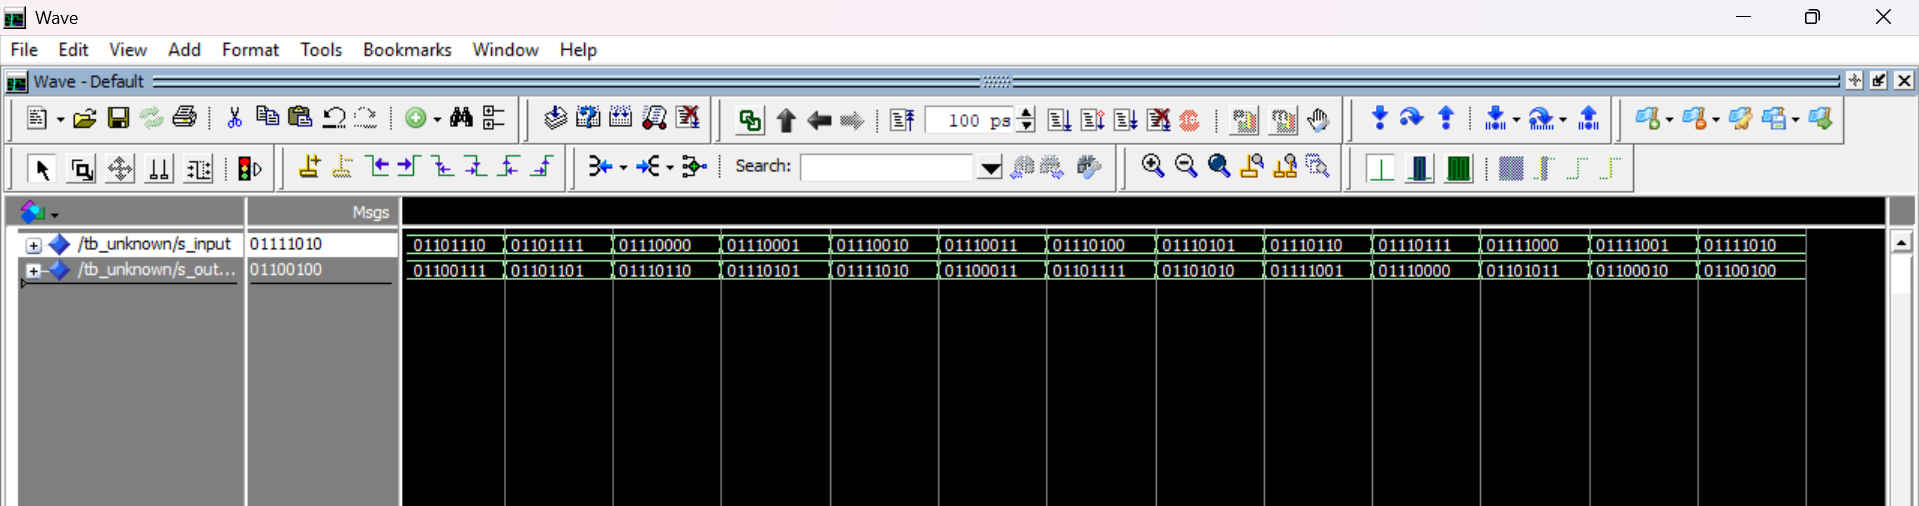 Wave
File Edit View Add Format Tools Bookmarks Window Help
Wave - Default
100 ps
Search:
Msgs
/tb_unknown/s_input 01111010 01101110 01101111 01110000 01110001 01110010 01110011 01110100 01110101 01110110 01110111 01111000 01111001 01111010
/tb_unknown/s_out... 01100100 01100111 01101101 01110110 01110101 01111010 01100011 01101111 01101010 01111001 01110000 01101011 01100010 01100100